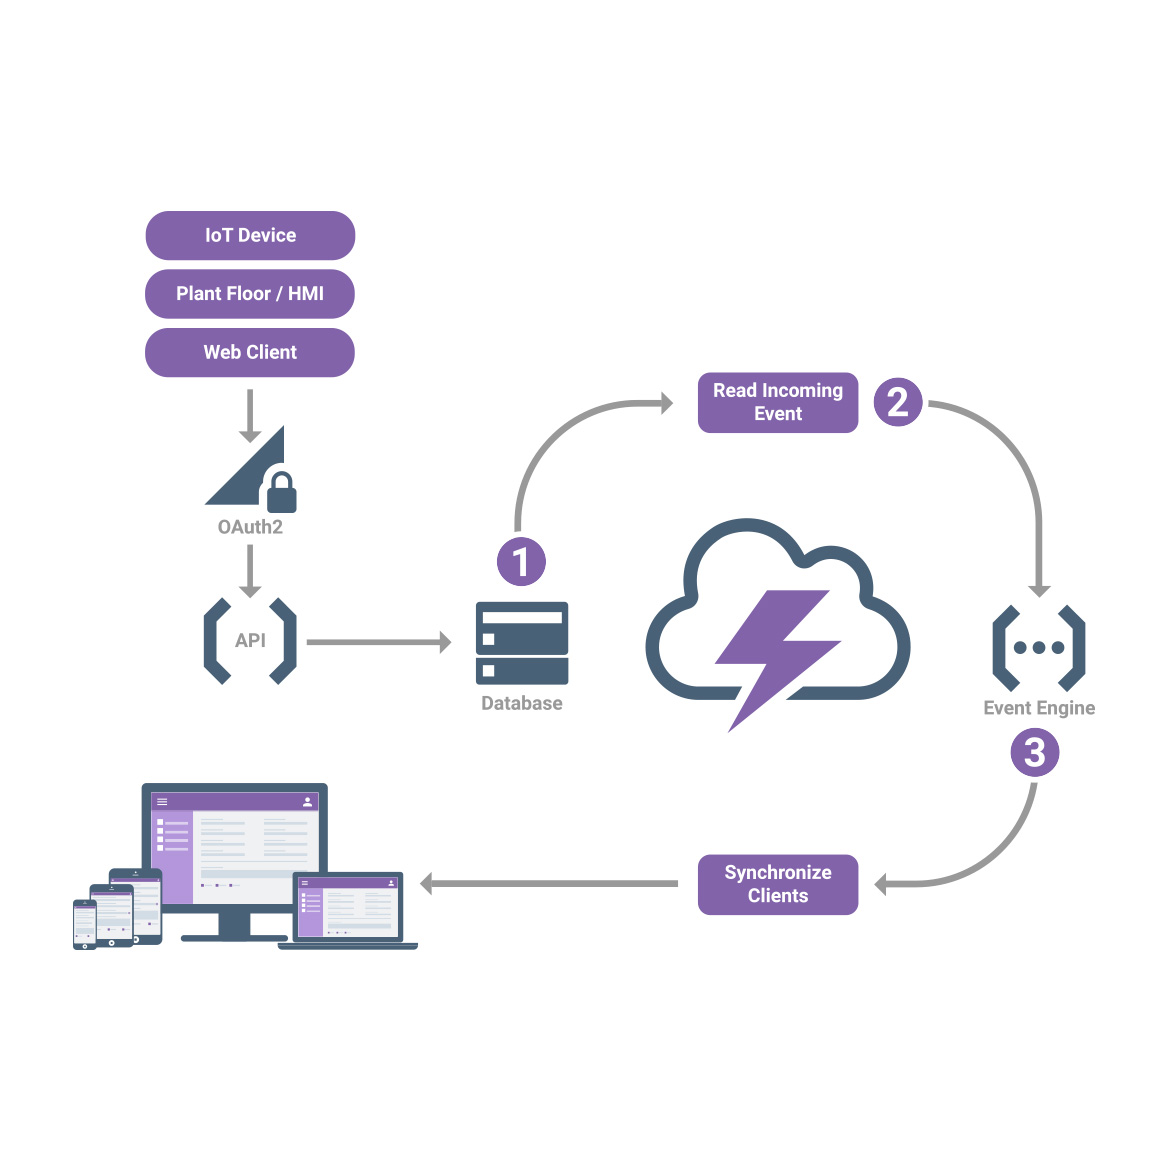 IoT Device
Plant Floor / HMI
Web Client
OAuth2
API
1
Database
Read Incoming
Event
2
Event Engine
3
Synchronize
Clients